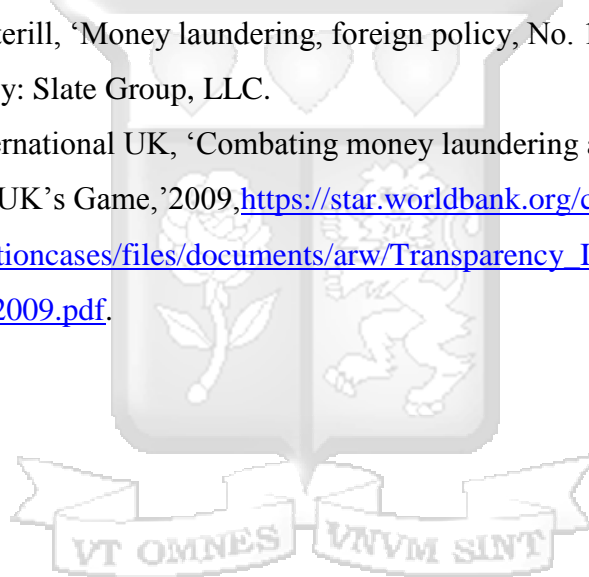 terill, ‘Money laundering, foreign policy, No. 1
y: Slate Group, LLC.
ernational UK, ‘Combating money laundering a
UK’s Game,’2009,https://star.worldbank.org/c
tioncases/files/documents/arw/Transparency_I
2009.pdf.
VT OMNES VNVM SINT